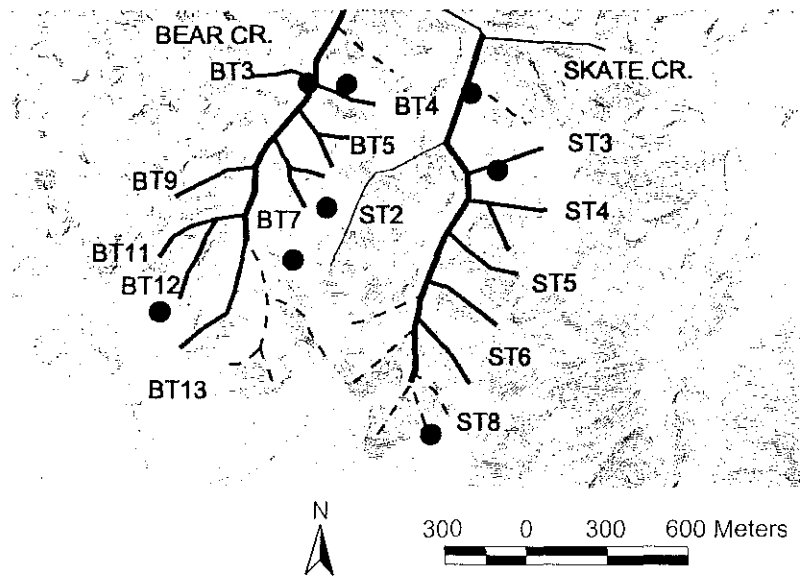 BEAR CR.
BT3
SKATE CR.
BT4
BT5
ST3
BT9
BT7
ST2
ST4
BT11
BT12
ST5
BT13
ST6
ST8
N
300 0 300 600 Meters